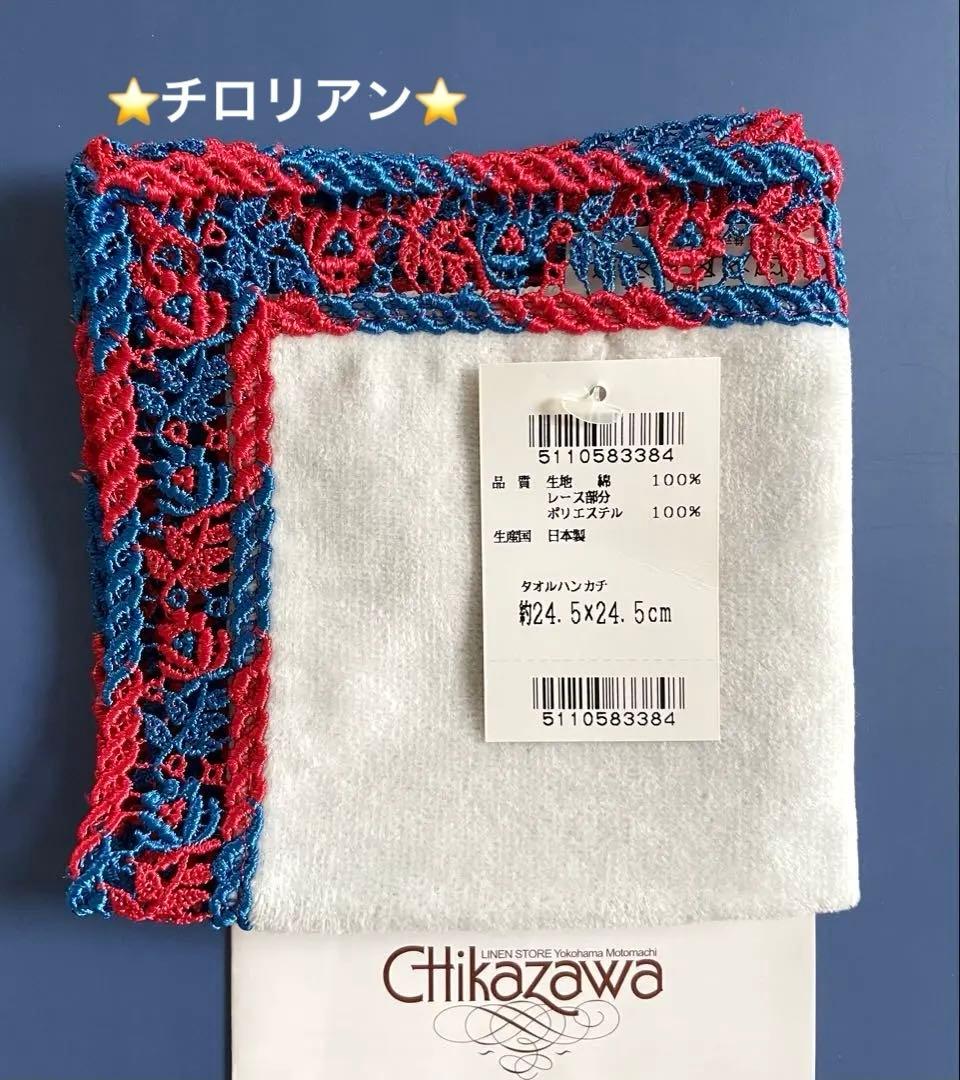 ⭐チロリアン⭐
5110583384
品質 生地 綿 100%
レース部分
ポリエステル 100%
生産国 日本製
タオルハンカチ
約24.5×24.5cm
5110583384
LINEN STORE Yokohama Motomachi
CHikazawa